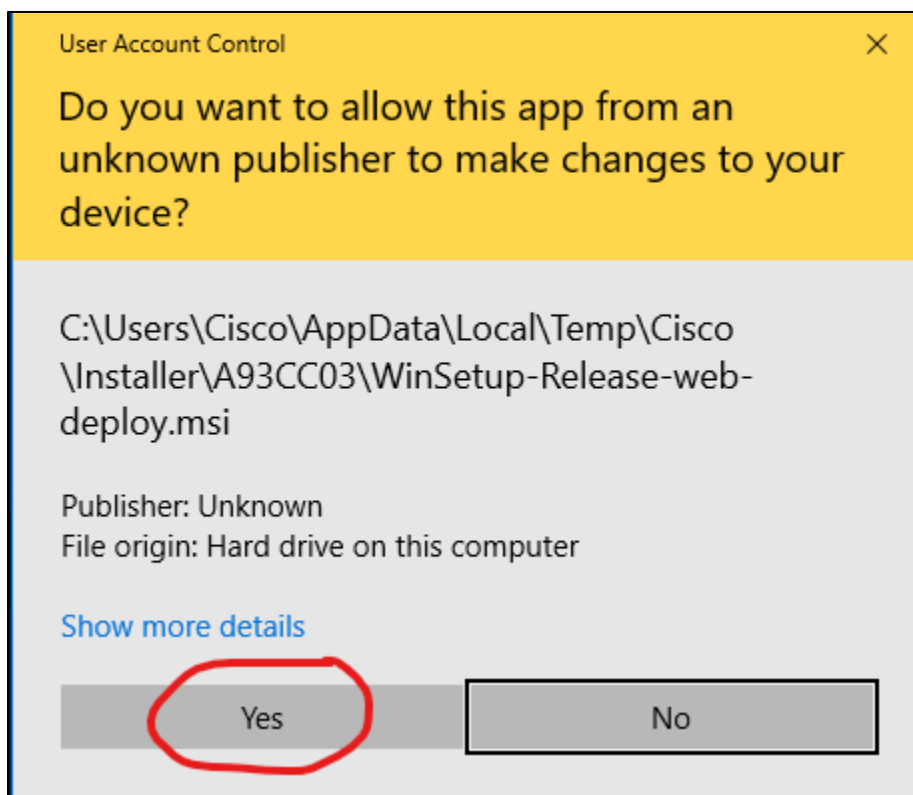 User Account Control
Do you want to allow this app from an
unknown publisher to make changes to your
device?
C:\Users\Cisco\AppData\Local\Temp\Cisco
\Installer\A93CC03\WinSetup-Release-web-
deploy.msi
Publisher: Unknown
File origin: Hard drive on this computer
Show more details
Yes No